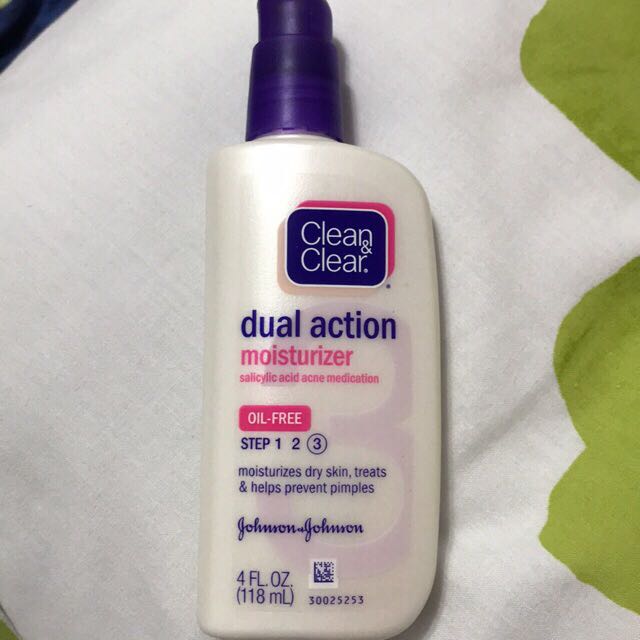 Clean
&
Clear®
dual action
moisturizer
salicylic acid acne medication
OIL-FREE
STEP 1 2 3
moisturizes dry skin, treats
& helps prevent pimples
Johnson&Johnson
4 FL. OZ.
(118 mL)
30025253